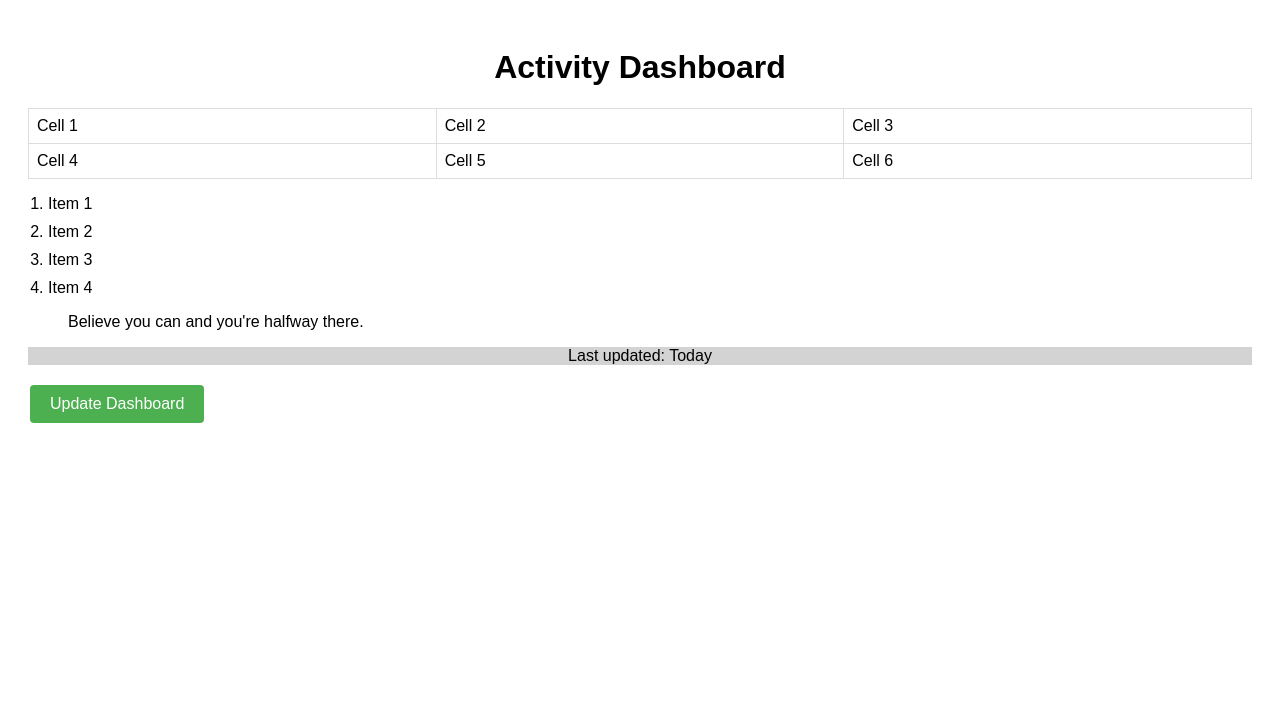 Activity Dashboard
Cell 1 Cell 2 Cell 3
Cell 4 Cell 5 Cell 6
1. Item 1
2. Item 2
3. Item 3
4. Item 4
Believe you can and you're halfway there.
Last updated: Today
Update Dashboard